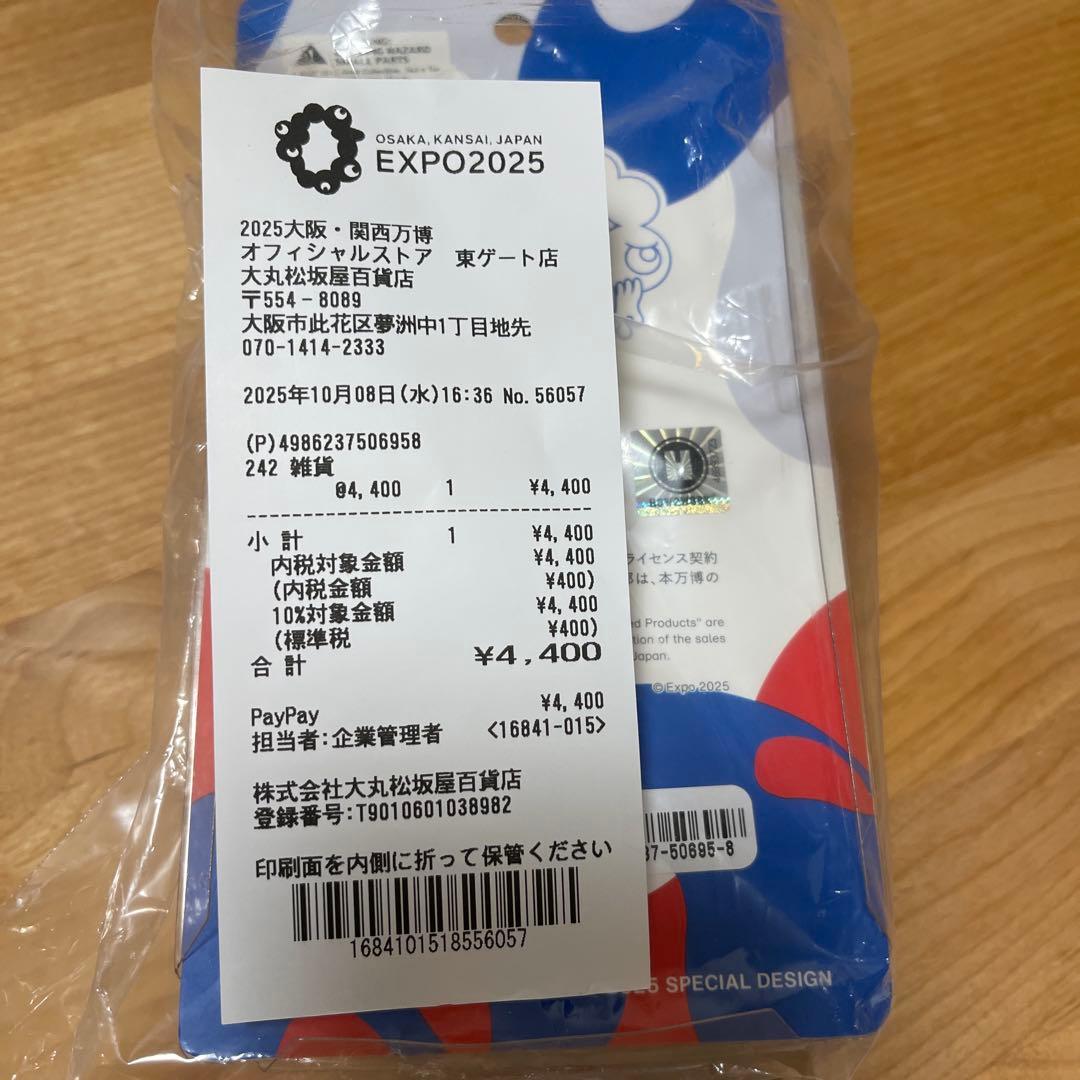 OSAKA, KANSAI, JAPAN
EXPO2025
2025大阪・関西万博
オフィシャルストア 東ゲート店
大丸松坂屋百貨店
〒554-8089
大阪市此花区夢洲中1丁目地先
070-1414-2333
2025年10月08日(水)16:36 No.56057
(P)4986237506958
242 雑貨
@4,400 1 ¥4,400
小計 1 ¥4,400
内税対象金額 ¥4,400
(内税金額 ¥400)
10%対象金額 ¥4,400
(標準税 ¥400)
合計 ¥4,400
PayPay ¥4,400
担当者:企業管理者 <16841-015>
株式会社大丸松坂屋百貨店
登録番号:T9010601038982
印刷面を内側に折って保管ください
1684101518556057
HAZARD
SMALL PARTS
ライセンス契約
は、本万博の
ed Products" are
tion of the sales
Japan.
©Expo 2025
37-50695-8
25 SPECIAL DESIGN